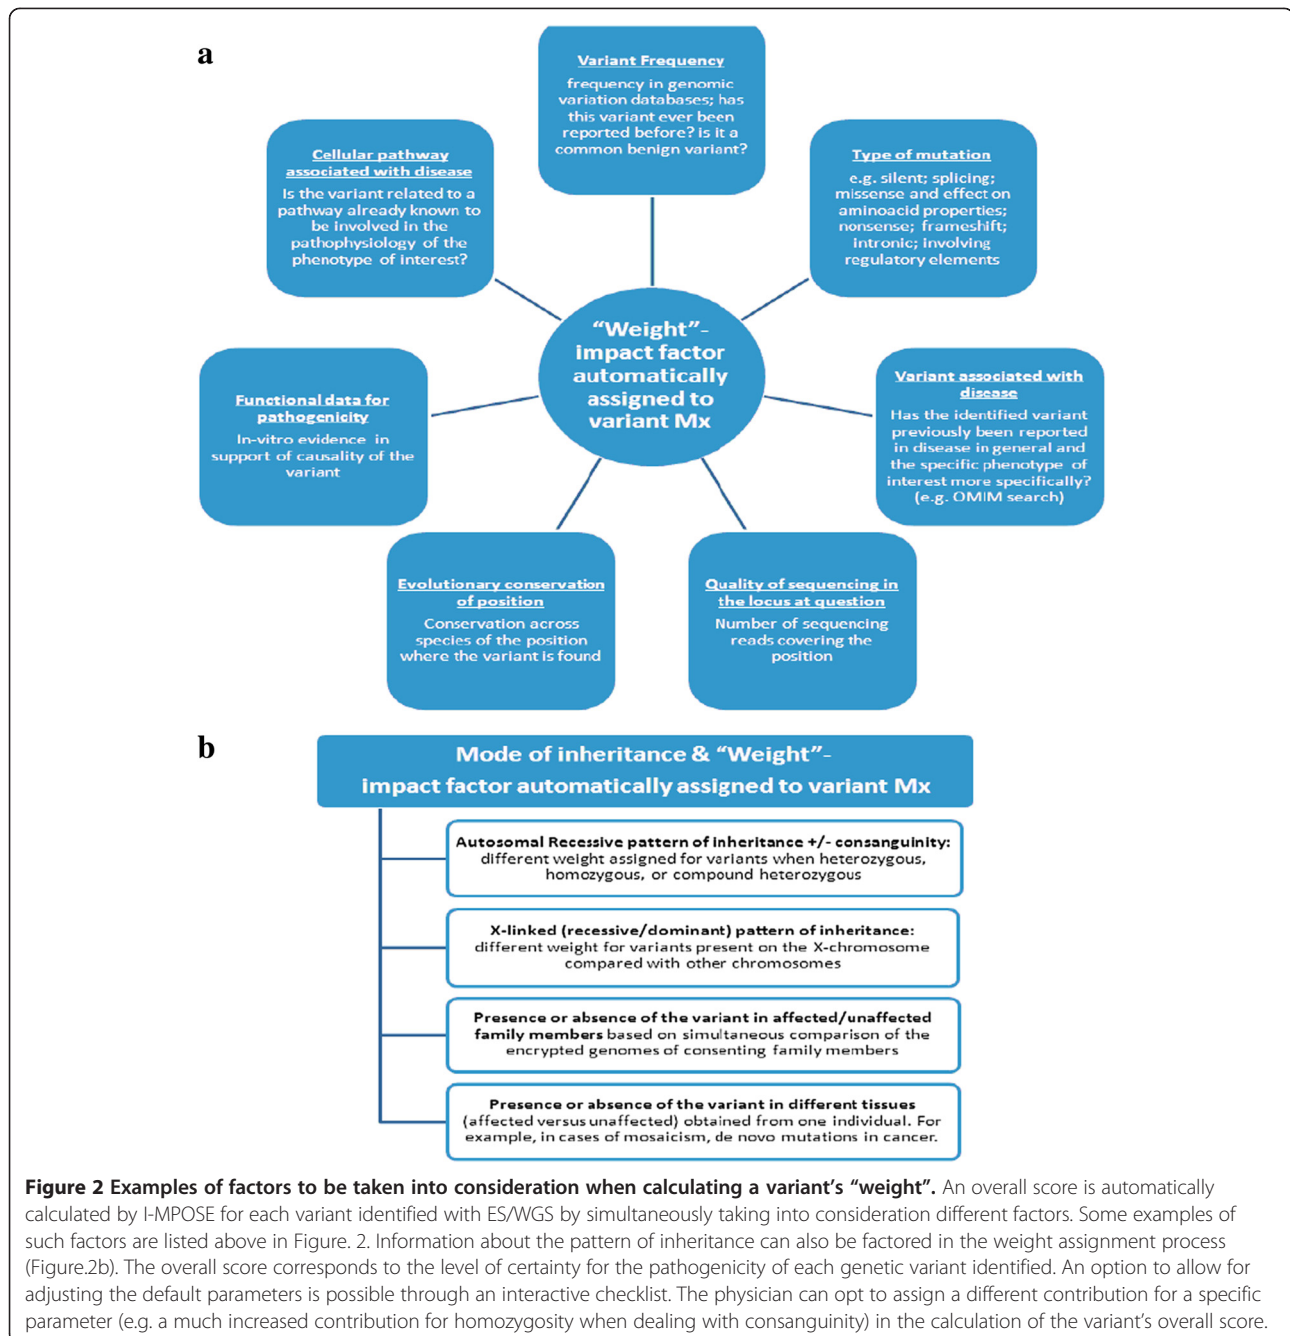 a
Variant Frequency
frequency in genomic
variation databases; has
this variant ever been
reported before? is it a
common benign variant?
Cellular pathway
associated with disease
Is the variant related to a
pathway already known to
be involved in the
pathophysiology of the
phenotype of interest?
Type of mutation
e.g. silent; splicing;
missense and effect on
aminoacid properties;
nonsense; frameshift;
intronic; involving
regulatory elements
"Weight"-
impact factor
automatically
assigned to
variant Mx
Functional data for
pathogenicity
In-vitro evidence in
support of causality of the
variant
Variant associated with
disease
Has the identified variant
previously been reported
in disease in general and
the specific phenotype of
interest more specifically?
(e.g. OMIM search)
Evolutionary conservation
of position
Conservation across
species of the position
where the variant is found
Quality of sequencing in
the locus at question
Number of sequencing
reads covering the
position
b
Mode of inheritance & "Weight"-
impact factor automatically assigned to variant Mx
Autosomal Recessive pattern of inheritance +/- consanguinity:
different weight assigned for variants when heterozygous,
homozygous, or compound heterozygous
X-linked (recessive/dominant) pattern of inheritance:
different weight for variants present on the X-chromosome
compared with other chromosomes
Presence or absence of the variant in affected/unaffected
family members based on simultaneous comparison of the
encrypted genomes of consenting family members
Presence or absence of the variant in different tissues
(affected versus unaffected) obtained from one individual. For
example, in cases of mosaicism, de novo mutations in cancer.
Figure 2 Examples of factors to be taken into consideration when calculating a variant's "weight". An overall score is automatically
calculated by I-MPOSE for each variant identified with ES/WGS by simultaneously taking into consideration different factors. Some examples of
such factors are listed above in Figure. 2. Information about the pattern of inheritance can also be factored in the weight assignment process
(Figure.2b). The overall score corresponds to the level of certainty for the pathogenicity of each genetic variant identified. An option to allow for
adjusting the default parameters is possible through an interactive checklist. The physician can opt to assign a different contribution for a specific
parameter (e.g. a much increased contribution for homozygosity when dealing with consanguinity) in the calculation of the variant's overall score.